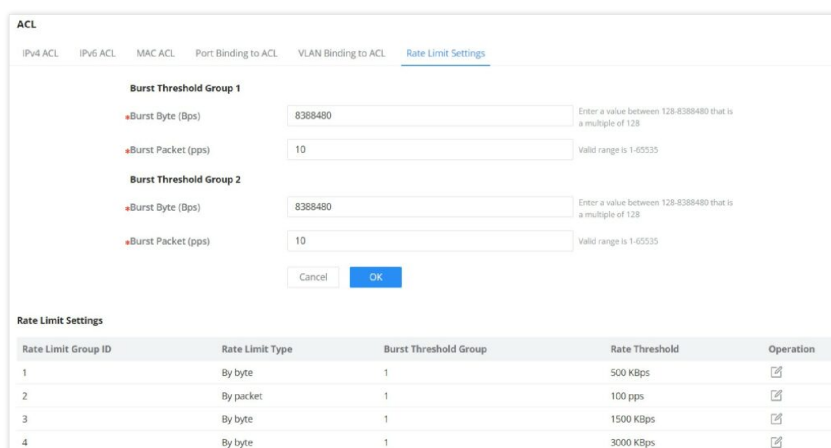 ACL
IPv4 ACL IPv6 ACL MAC ACL Port Binding to ACL VLAN Binding to ACL Rate Limit Settings
Burst Threshold Group 1
*Burst Byte (Bps) 8388480 Enter a value between 128-8388480 that is
a multiple of 128
*Burst Packet (pps) 10 Valid range is 1-65535
Burst Threshold Group 2
*Burst Byte (Bps) 8388480 Enter a value between 128-8388480 that is
a multiple of 128
*Burst Packet (pps) 10 Valid range is 1-65535
Cancel OK
Rate Limit Settings
Rate Limit Group ID Rate Limit Type Burst Threshold Group Rate Threshold Operation
1 By byte 1 500 KBps
2 By packet 1 100 pps
3 By byte 1 1500 KBps
4 By byte 1 3000 KBps